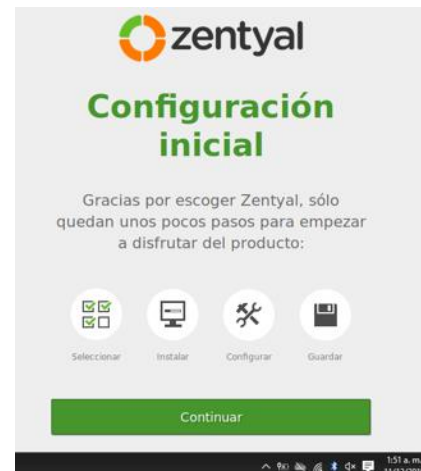 zentyal
Configuración
inicial
Gracias por escoger Zentyal, sólo
quedan unos pocos pasos para empezar
a disfrutar del producto:
Seleccionar Instalar Configurar Guardar
Continuar
1:51 a. m.